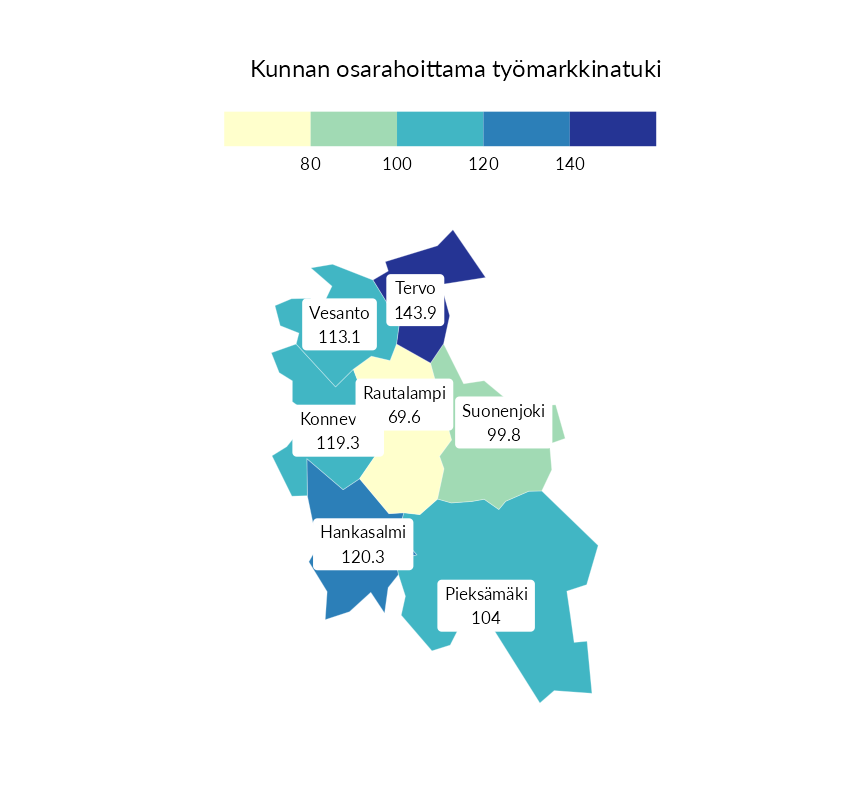 Kunnan osarahoittama työmarkkinatuki
80 100 120 140
Tervo
143.9
Vesanto
113.1
Rautalampi
69.6
Suonenjoki
99.8
Konnev
119.3
Hankasalmi
120.3
Pieksämäki
104